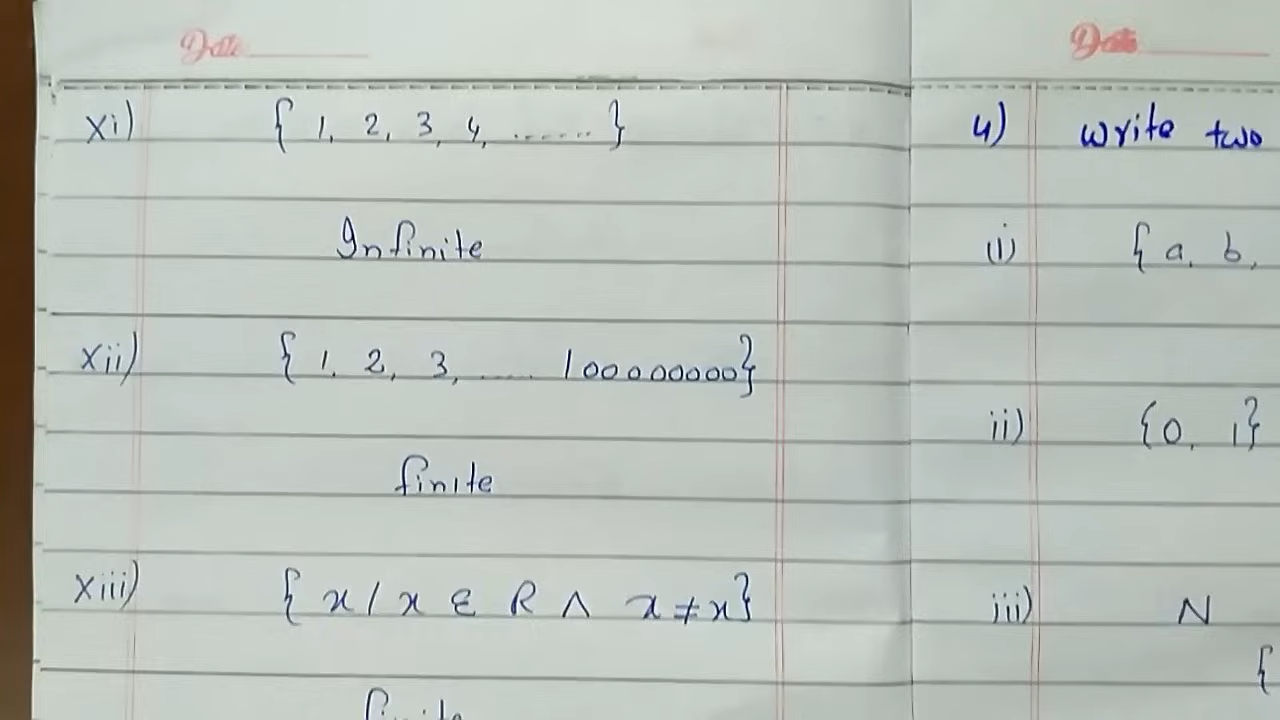 Date
xi) { 1, 2, 3, 4, ....... }
Infinite
xii) { 1, 2, 3, ..... 100000000}
finite
xiii) { x / x ∈ R ∧ x ≠ x}
finite
Date
4) write two
(i) { a, b,
ii) {0, 1}
iii) N
{